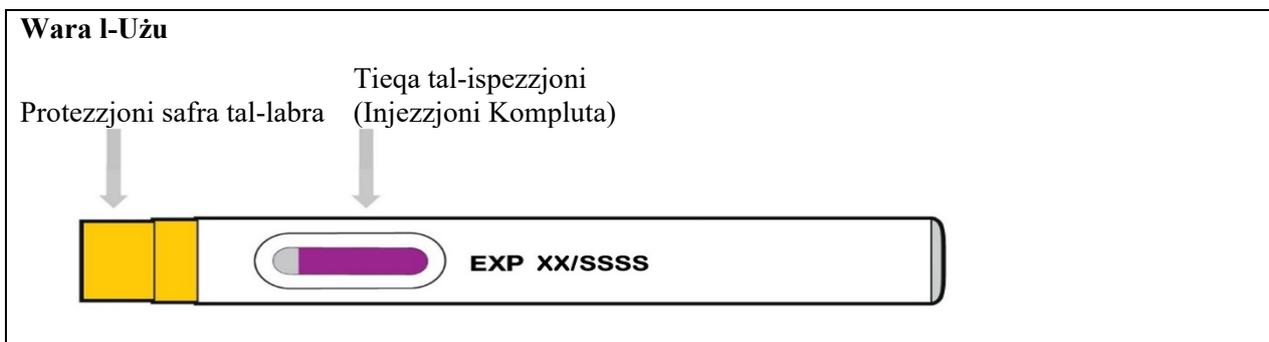 Wara l-Użu
Tieqa tal-ispezzjoni
Protezzjoni safra tal-labra (Injezzjoni Kompluta)
EXP XX/SSSS